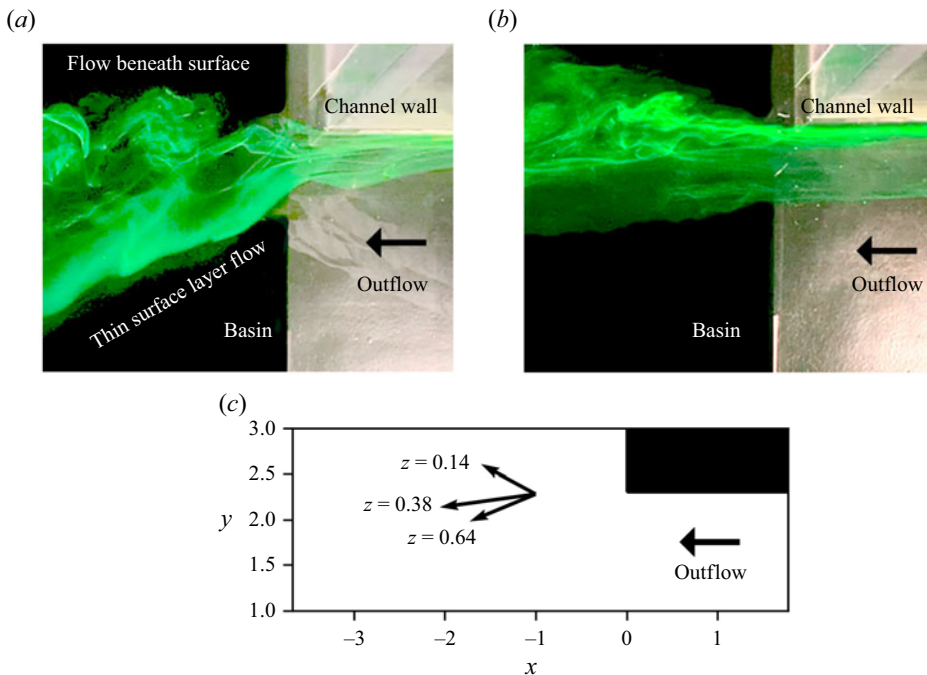 (a)
Flow beneath surface
Channel wall
Outflow
Thin surface layer flow
Basin
(b)
Channel wall
Outflow
Basin
(c)
3.0
2.5
2.0
1.5
1.0
y
z = 0.14
z = 0.38
z = 0.64
Outflow
–3
–2
–1
0
1
x